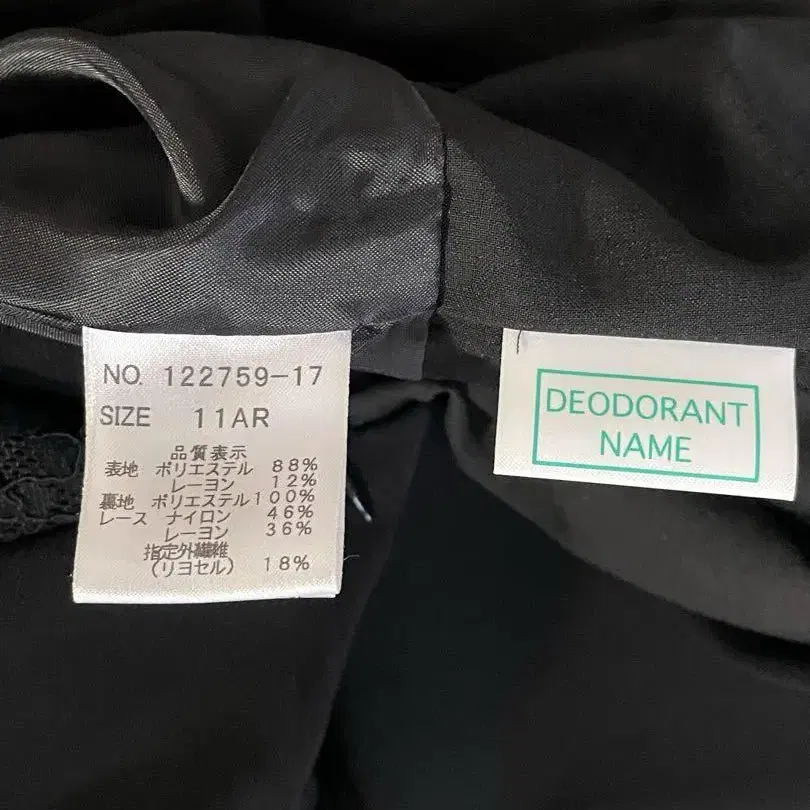 NO. 122759-17
SIZE 11AR
品質表示
表地 ポリエステル 88%
レーヨン 12%
裏地 ポリエステル100%
レース ナイロン 46%
レーヨン 36%
指定外繊維
(リヨセル) 18%
DEODORANT
NAME